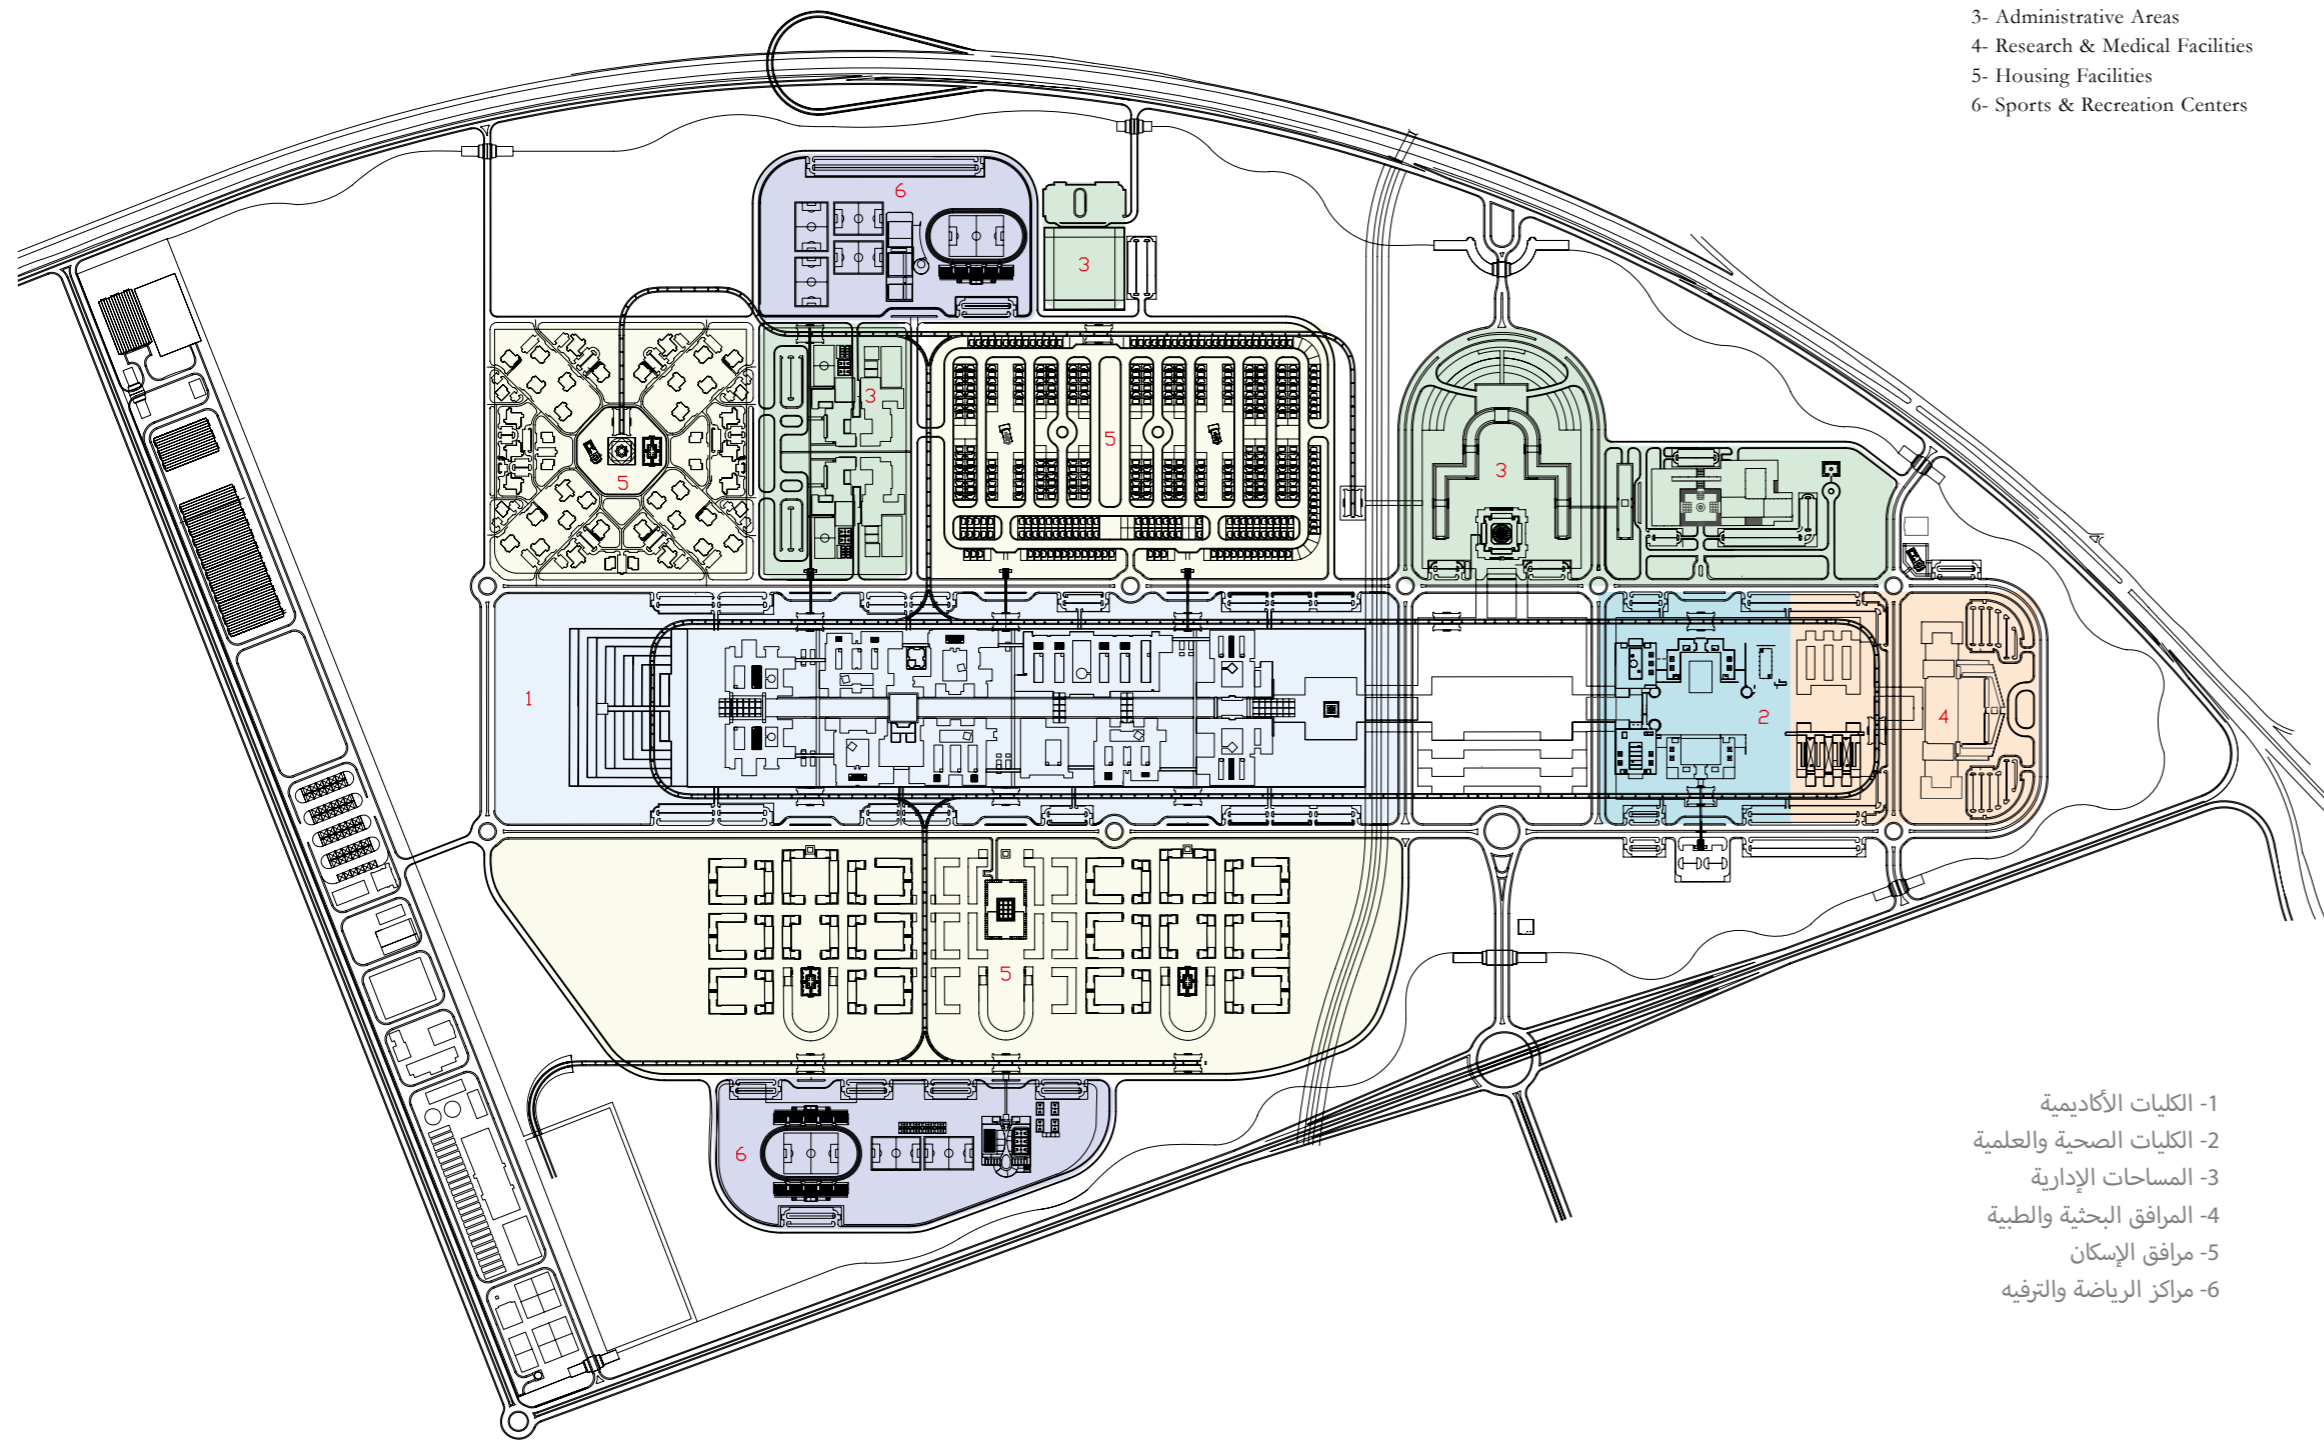 3- Administrative Areas
4- Research & Medical Facilities
5- Housing Facilities
6- Sports & Recreation Centers
6
3
3
5
3
5
1
2
4
5
6
1- الكليات الأكاديمية
2- الكليات الصحية والعلمية
3- المساحات الإدارية
4- المرافق البحثية والطبية
5- مرافق الإسكان
6- مراكز الرياضة والترفيه